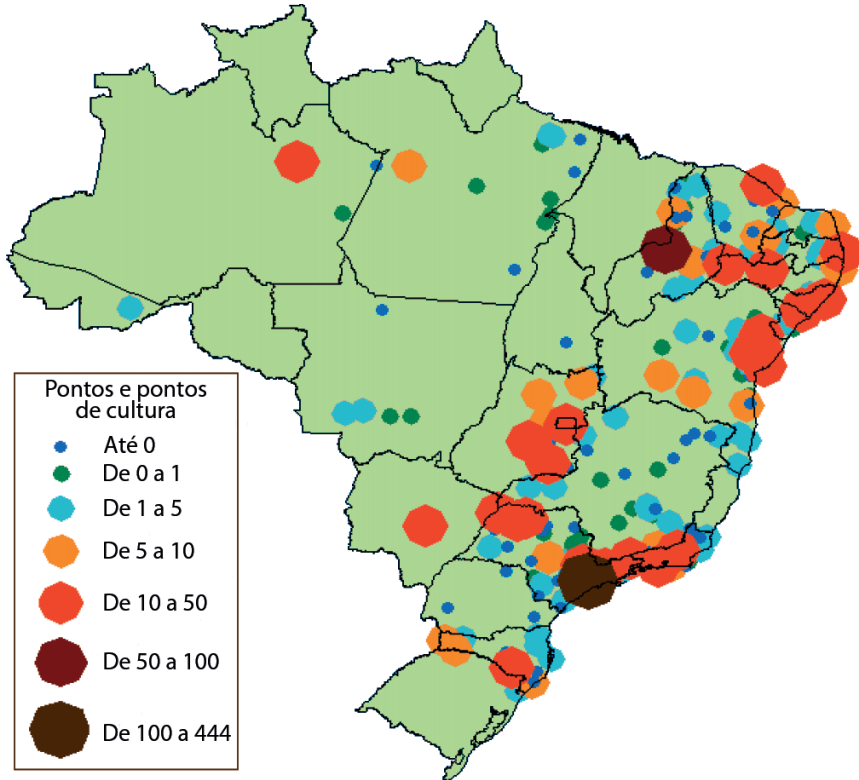 Pontos e pontos
de cultura
Até 0
De 0 a 1
De 1 a 5
De 5 a 10
De 10 a 50
De 50 a 100
De 100 a 444